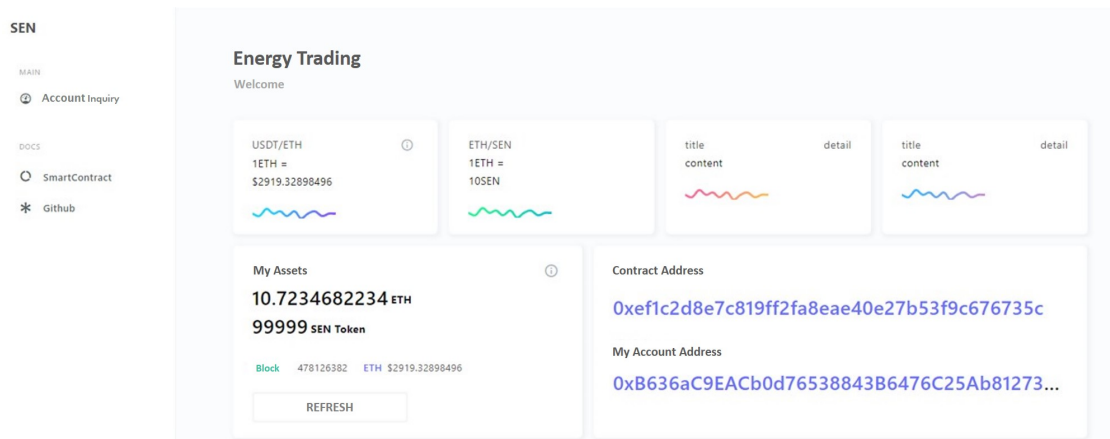 SEN
MAIN
Account Inquiry
DOCS
SmartContract
Github
Energy Trading
Welcome
USDT/ETH
1ETH =
$2919.32898496
ETH/SEN
1ETH =
10SEN
title detail
content
title detail
content
My Assets
10.7234682234 ETH
99999 SEN Token
Block 478126382 ETH $2919.32898496
REFRESH
Contract Address
0xef1c2d8e7c819ff2fa8eae40e27b53f9c676735c
My Account Address
0xB636aC9EACb0d76538843B6476C25Ab81273...